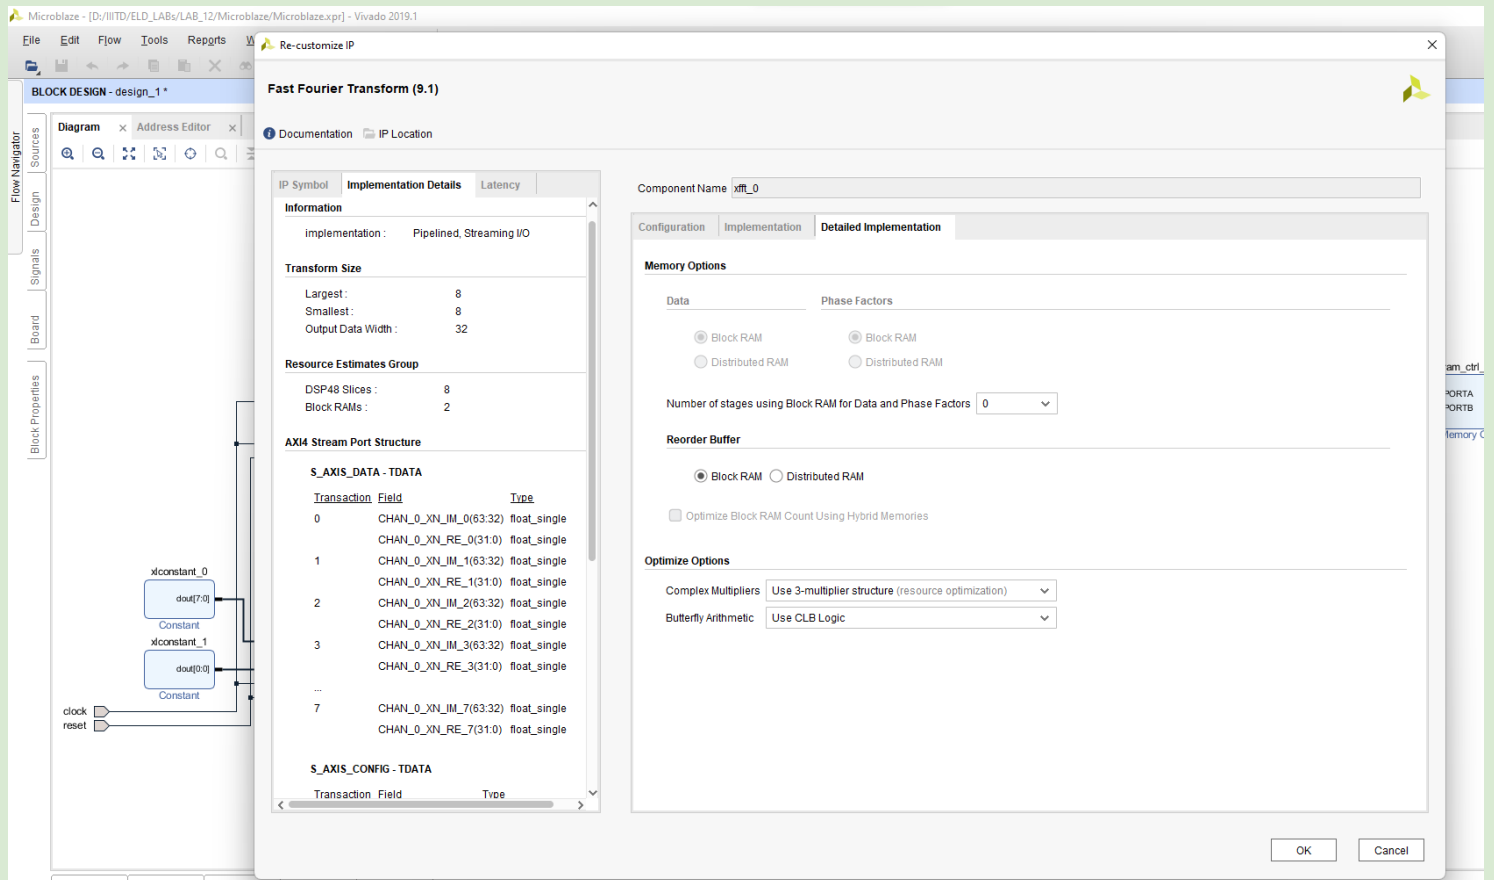 Microblaze - [D:/IIITD/ELD_LABs/LAB_12/Microblaze/Microblaze.xpr] - Vivado 2019.1
File Edit Flow Tools Reports
Re-customize IP
Fast Fourier Transform (9.1)
BLOCK DESIGN - design_1 *
Documentation IP Location
Flow Navigator
Sources
Design
Signals
Board
Block Properties
Diagram Address Editor
xlconstant_0
dout[7:0]
Constant
xlconstant_1
dout[0:0]
Constant
clock
reset
IP Symbol Implementation Details Latency
Information
implementation : Pipelined, Streaming I/O
Transform Size
Largest : 8
Smallest : 8
Output Data Width : 32
Resource Estimates Group
DSP48 Slices : 8
Block RAMs : 2
AXI4 Stream Port Structure
S_AXIS_DATA - TDATA
Transaction Field Type
0 CHAN_0_XN_IM_0(63:32) float_single
CHAN_0_XN_RE_0(31:0) float_single
1 CHAN_0_XN_IM_1(63:32) float_single
CHAN_0_XN_RE_1(31:0) float_single
2 CHAN_0_XN_IM_2(63:32) float_single
CHAN_0_XN_RE_2(31:0) float_single
3 CHAN_0_XN_IM_3(63:32) float_single
CHAN_0_XN_RE_3(31:0) float_single
...
7 CHAN_0_XN_IM_7(63:32) float_single
CHAN_0_XN_RE_7(31:0) float_single
S_AXIS_CONFIG - TDATA
Transaction Field Type
Component Name xfft_0
Configuration Implementation Detailed Implementation
Memory Options
Data Phase Factors
Block RAM Block RAM
Distributed RAM Distributed RAM
Number of stages using Block RAM for Data and Phase Factors 0
Reorder Buffer
Block RAM Distributed RAM
Optimize Block RAM Count Using Hybrid Memories
Optimize Options
Complex Multipliers Use 3-multiplier structure (resource optimization)
Butterfly Arithmetic Use CLB Logic
OK Cancel
am_ctrl_
PORTA
PORTB